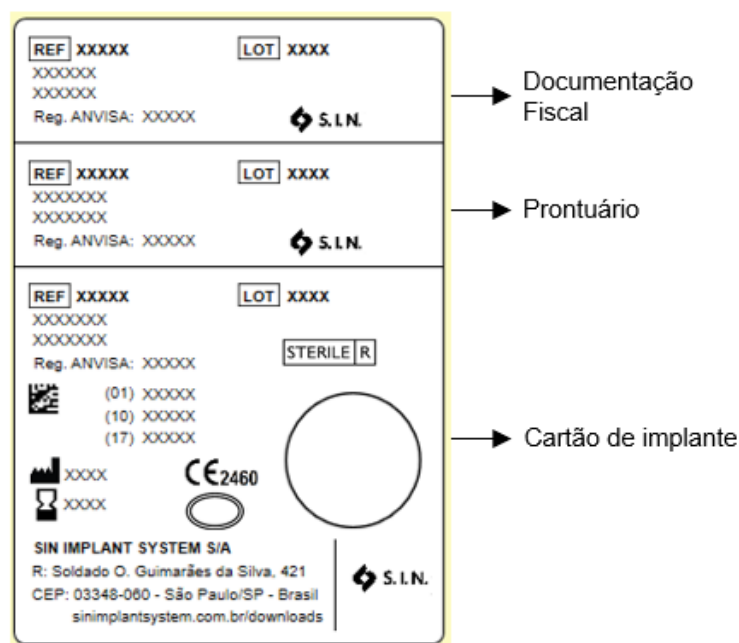 REF XXXXX LOT XXXX
XXXXXX
XXXXXX
Reg. ANVISA: XXXXX S.I.N.
Documentação
Fiscal
REF XXXXX LOT XXXX
XXXXXXX
XXXXXXX
Reg. ANVISA: XXXXX S.I.N.
Prontuário
REF XXXXX LOT XXXX
XXXXXXX
XXXXXXX
Reg. ANVISA: XXXXX
STERILE R
(01) XXXXX
(10) XXXXX
(17) XXXXX
XXXX
CE2460
XXXX
Cartão de implante
SIN IMPLANT SYSTEM S/A
R: Soldado O. Guimarães da Silva, 421
CEP: 03348-060 - São Paulo/SP - Brasil
sinimplantsystem.com.br/downloads
S.I.N.